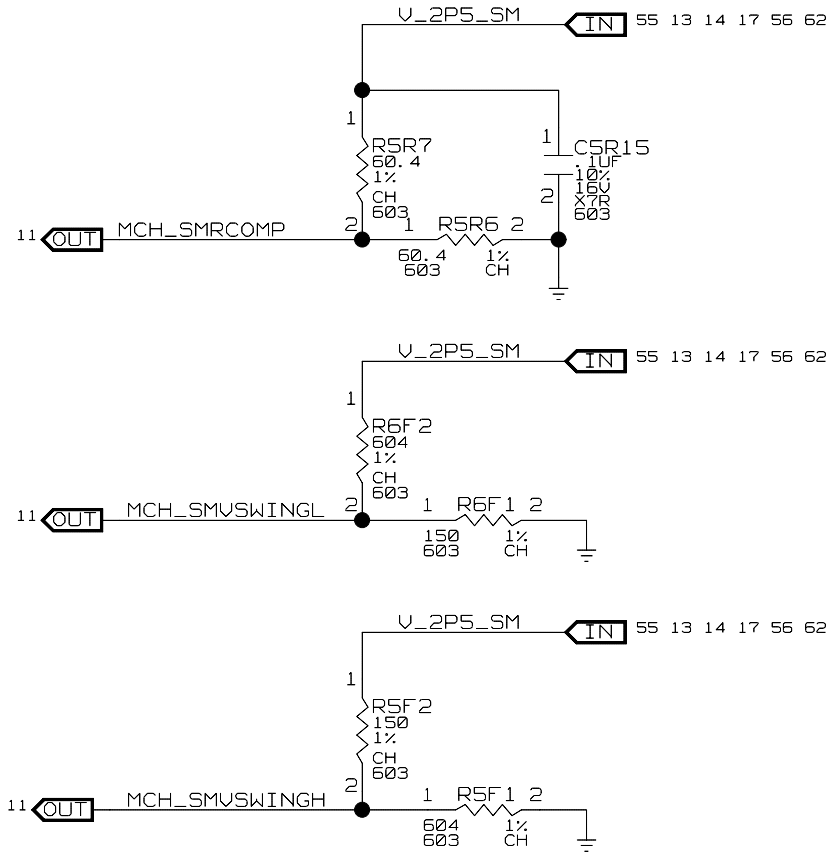 V_2P5_SM IN 55 13 14 17 56 62
1 R5R7 1 C5R15
60.4 .1UF
1% 10%
CH 16V
603 2 X7R
603
11 OUT MCH_SMRCOMP 2 1 R5R6 2
60.4 1%
603 CH
V_2P5_SM IN 55 13 14 17 56 62
1
R6F2
604
1%
CH
603
11 OUT MCH_SMVSWINGL 2 1 R6F1 2
150 1%
603 CH
V_2P5_SM IN 55 13 14 17 56 62
1
R5F2
150
1%
CH
603
11 OUT MCH_SMVSWINGH 2 1 R5F1 2
604 1%
603 CH